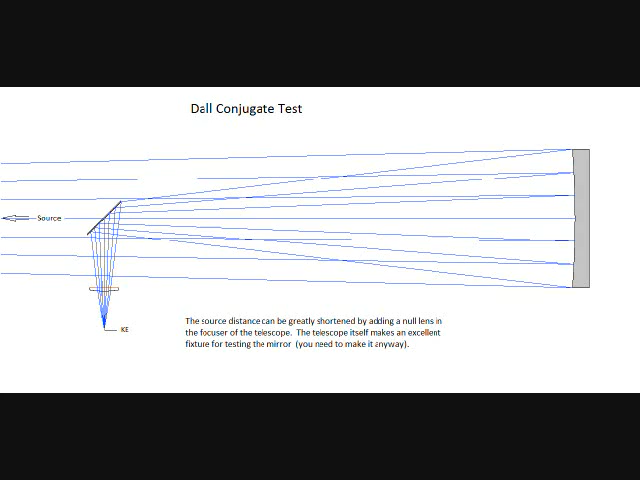 Dall Conjugate Test
Source
KE
The source distance can be greatly shortened by adding a null lens in
the focuser of the telescope.  The telescope itself makes an excellent
fixture for testing the mirror  (you need to make it anyway).